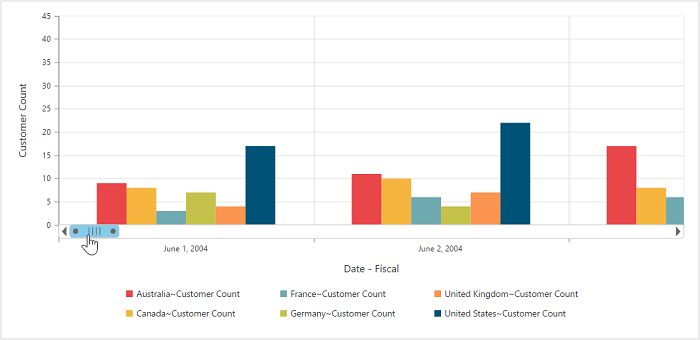 45
40
35
30
25
20
15
10
5
0
Customer Count
June 1, 2004 June 2, 2004
Date - Fiscal
Australia~Customer Count France~Customer Count United Kingdom~Customer Count
Canada~Customer Count Germany~Customer Count United States~Customer Count